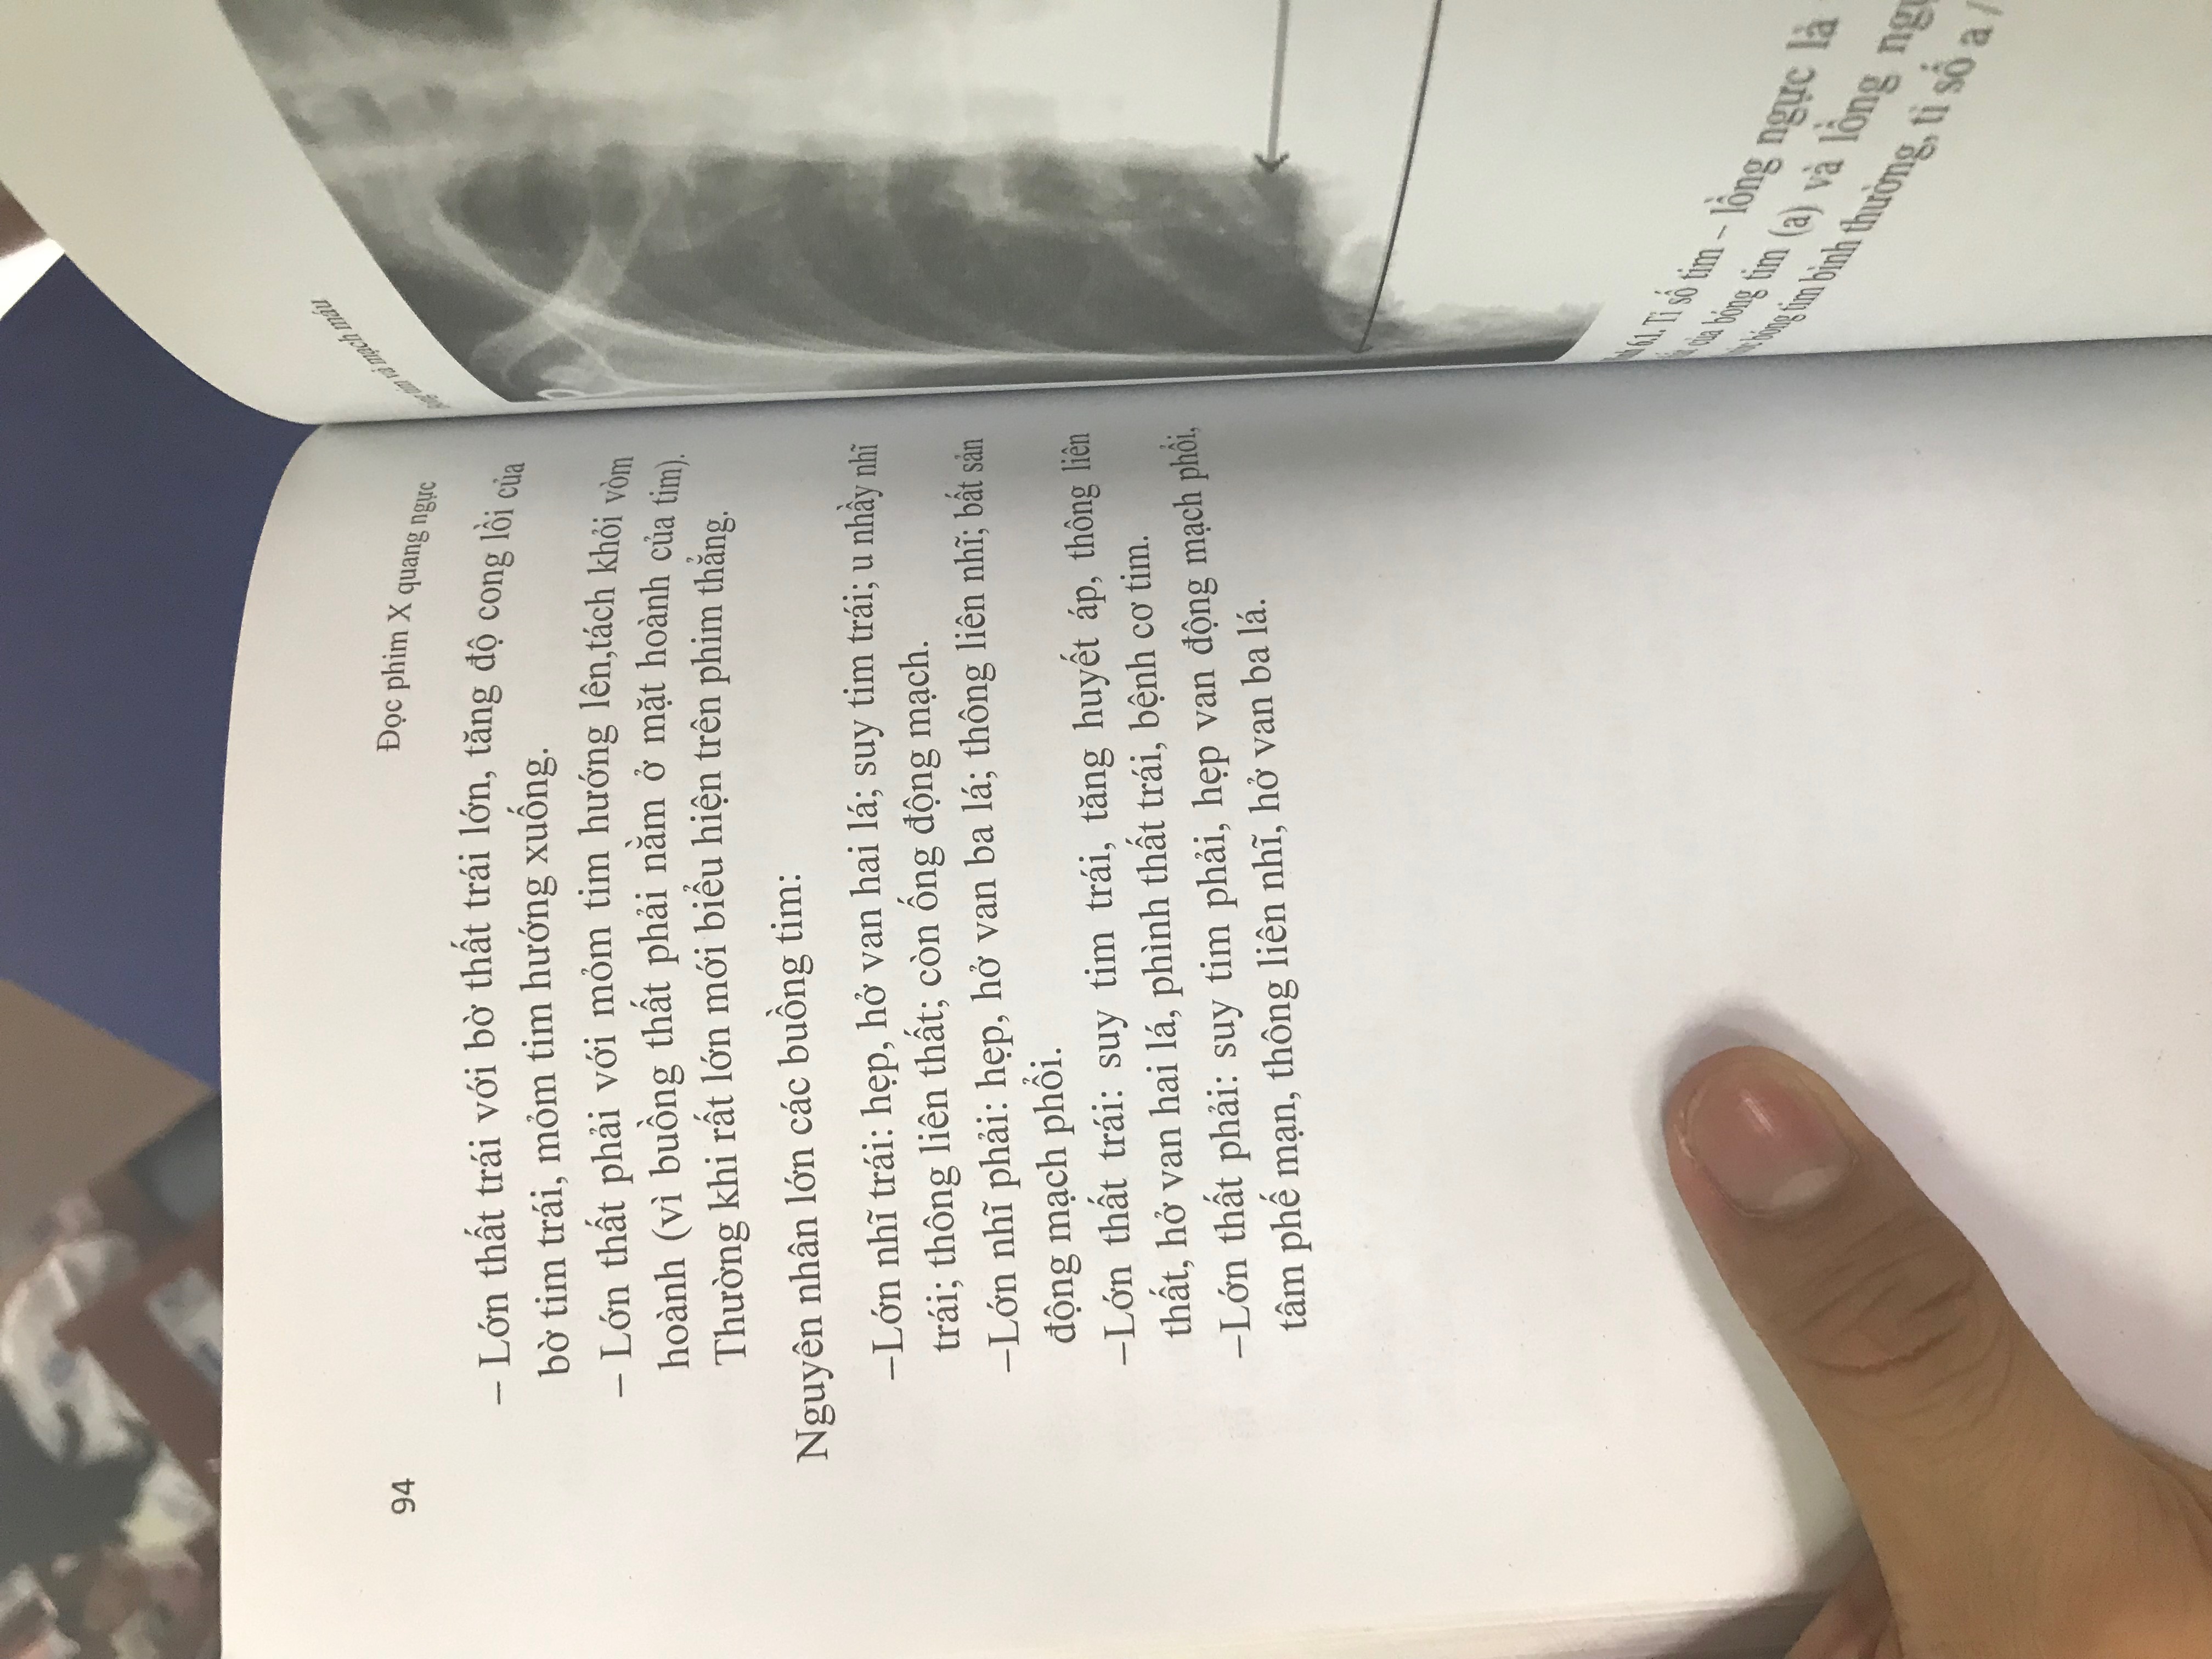 94
Đọc phim X quang ngực
– Lớn thất trái với bờ thất trái lớn, tăng độ cong lồi của
bờ tim trái, mỏm tim hướng xuống.
– Lớn thất phải với mỏm tim hướng lên,tách khỏi vòm
hoành (vì buồng thất phải nằm ở mặt hoành của tim).
Thường khi rất lớn mới biểu hiện trên phim thẳng.
Nguyên nhân lớn các buồng tim:
–Lớn nhĩ trái: hẹp, hở van hai lá; suy tim trái; u nhầy nhĩ
trái; thông liên thất; còn ống động mạch.
–Lớn nhĩ phải: hẹp, hở van ba lá; thông liên nhĩ; bất sản
động mạch phổi.
–Lớn thất trái: suy tim trái, tăng huyết áp, thông liên
thất, hở van hai lá, phình thất trái, bệnh cơ tim.
–Lớn thất phải: suy tim phải, hẹp van động mạch phổi,
tâm phế mạn, thông liên nhĩ, hở van ba lá.
tim và mạch máu
6.1. Tỉ số tim – lồng ngực là
của bóng tim (a) và lồng
bóng tim bình thường, tỉ số a /